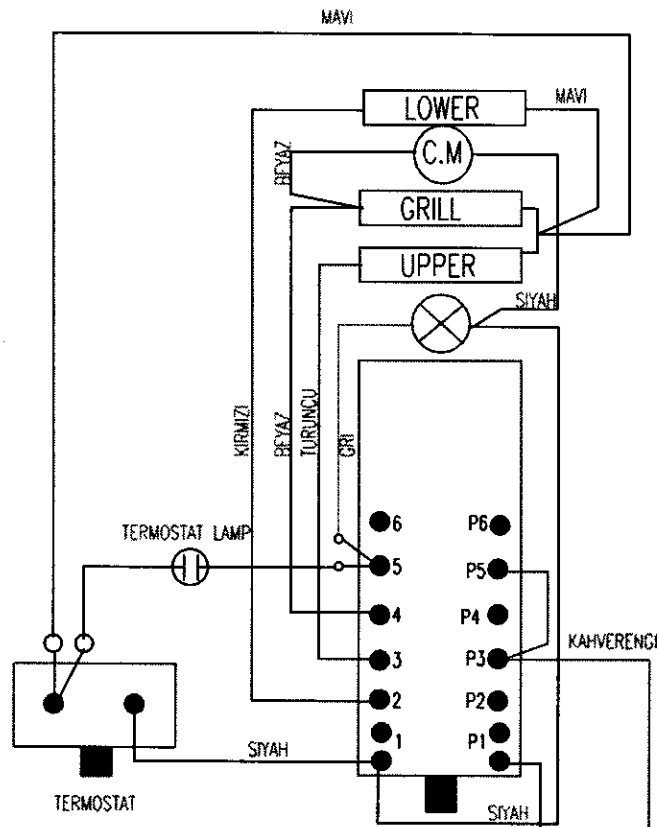 MAVI
LOWER
MAVI
C.M
BEYAZ
GRILL
UPPER
SIYAH
KIRMIZI
BEYAZ
TURUNCU
GRI
6
P6
TERMOSTAT LAMP
5
P5
4
P4
KAHVERENGI
3
P3
2
P2
1
P1
SIYAH
TERMOSTAT
SIYAH